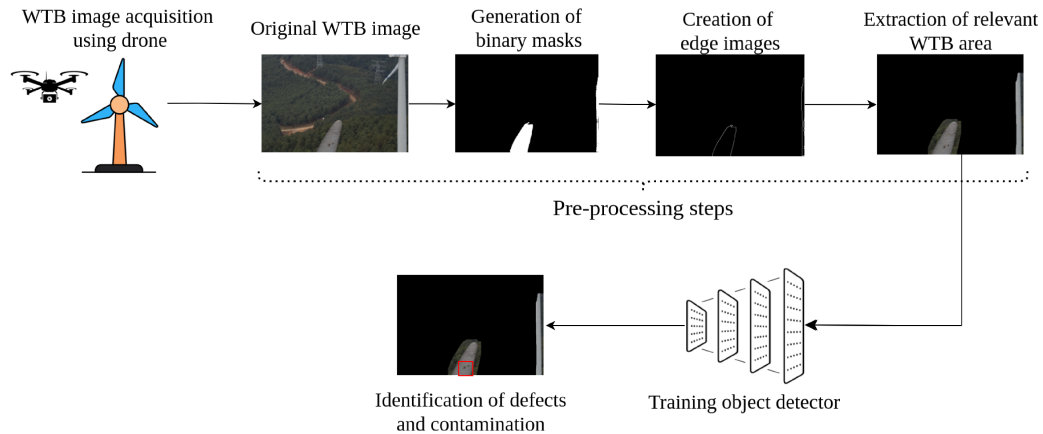 WTB image acquisition
using drone
Original WTB image
Generation of
binary masks
Creation of
edge images
Extraction of relevant
WTB area
Pre-processing steps
Identification of defects
and contamination
Training object detector